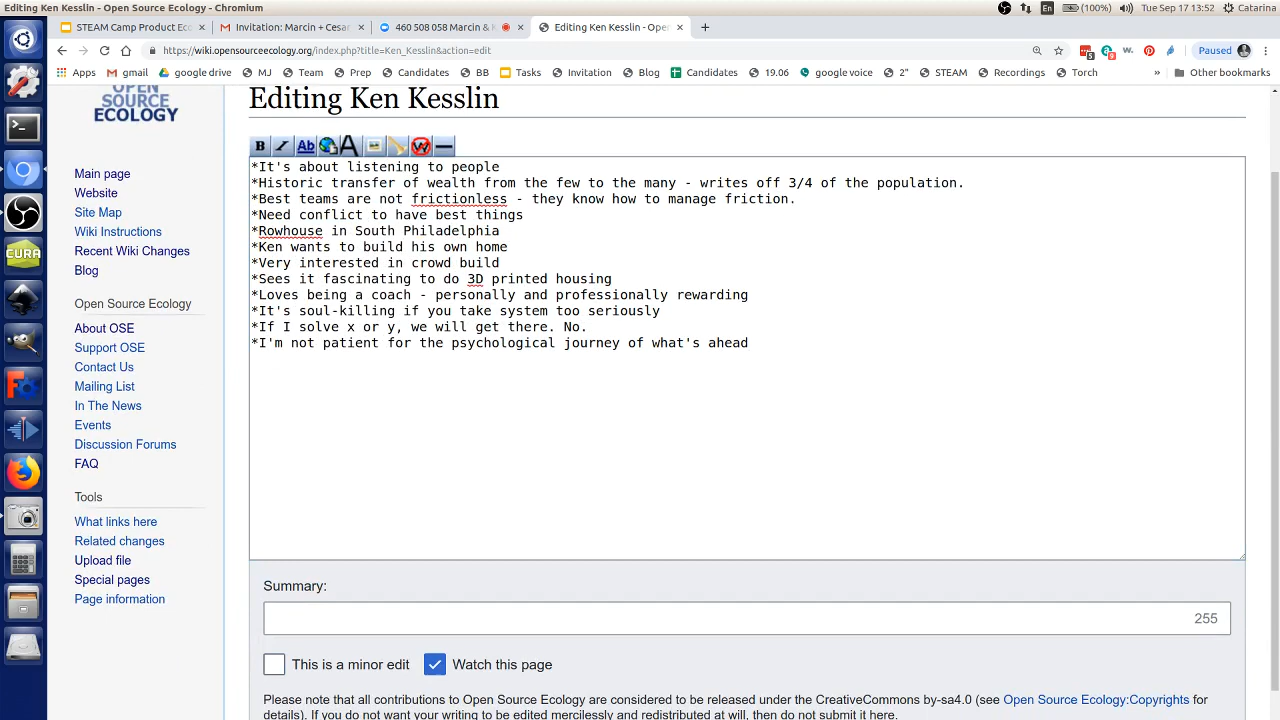 Editing Ken Kesslin - Open Source Ecology - Chromium
En (100%) Tue Sep 17 13:52 Catarina
STEAM Camp Product Eco × Invitation: Marcin + Cesar × 460 508 058 Marcin & K × Editing Ken Kesslin - Ope × +
https://wiki.opensourceecology.org/index.php?title=Ken_Kesslin&action=edit Paused
Apps gmail google drive MJ Team Prep Candidates BB Tasks Invitation Blog Candidates 19.06 google voice 2" STEAM Recordings Torch » Other bookmarks
OPEN
SOURCE
ECOLOGY
Main page
Website
Site Map
Wiki Instructions
Recent Wiki Changes
Blog
Open Source Ecology
About OSE
Support OSE
Contact Us
Mailing List
In The News
Events
Discussion Forums
FAQ
Tools
What links here
Related changes
Upload file
Special pages
Page information
Editing Ken Kesslin
B I Ab A W
*It's about listening to people
*Historic transfer of wealth from the few to the many - writes off 3/4 of the population.
*Best teams are not frictionless - they know how to manage friction.
*Need conflict to have best things
*Rowhouse in South Philadelphia
*Ken wants to build his own home
*Very interested in crowd build
*Sees it fascinating to do 3D printed housing
*Loves being a coach - personally and professionally rewarding
*It's soul-killing if you take system too seriously
*If I solve x or y, we will get there. No.
*I'm not patient for the psychological journey of what's ahead
Summary:
255
This is a minor edit Watch this page
Please note that all contributions to Open Source Ecology are considered to be released under the CreativeCommons by-sa4.0 (see Open Source Ecology:Copyrights for
details). If you do not want your writing to be edited mercilessly and redistributed at will, then do not submit it here.
CURA